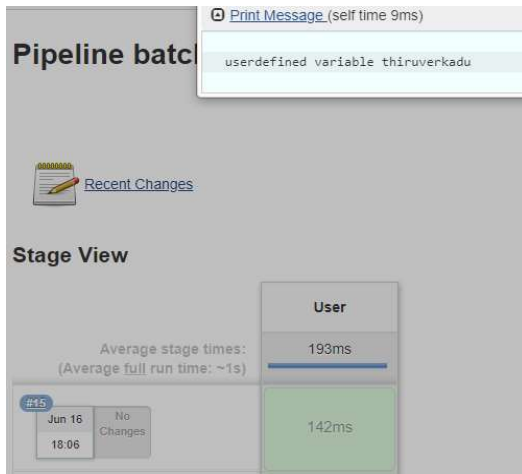 Print Message (self time 9ms)
Pipeline batc
userdefined variable thiruverkadu
Recent Changes
Stage View
User
Average stage times:
193ms
(Average full run time: ~1s)
#15
Jun 16
No
Changes
18:06
142ms